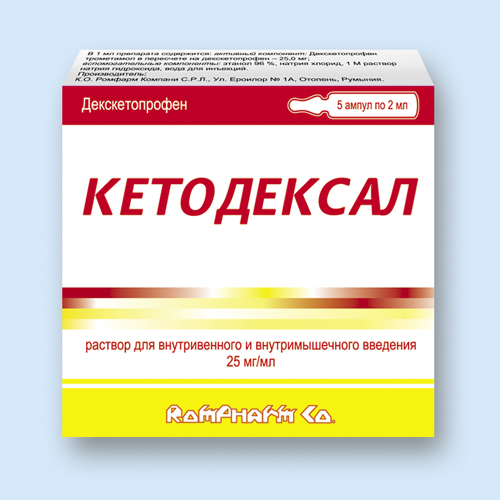 В 1 мл препарата содержится: активный компонент: Декскетопрофен
трометамол в пересчете на декскетопрофен – 25,0 мг;
вспомогательные компоненты: этанол 96 %, натрия хлорид, 1 М раствор
натрия гидроксида, вода для инъекций.
Производитель:
К.О. Ромфарм Компани С.Р.Л., Ул. Ероилор № 1А, Отопень, Румыния.
Декскетопрофен
5 ампул по 2 мл
КЕТОДЕКСАЛ
раствор для внутривенного и внутримышечного введения
25 мг/мл
RomPharm Co.